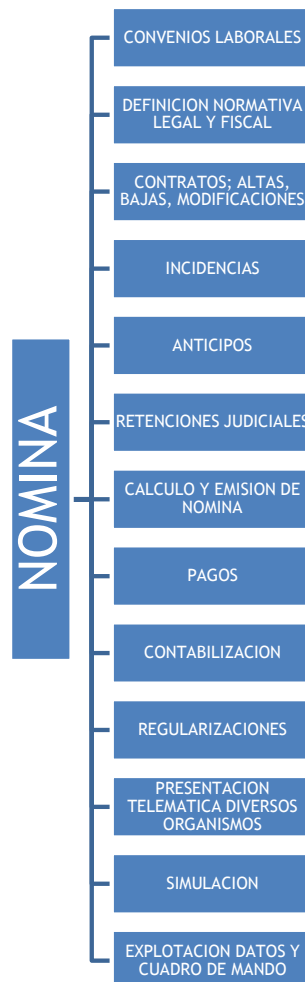 NOMINA
CONVENIOS LABORALES
DEFINICION NORMATIVA
LEGAL Y FISCAL
CONTRATOS; ALTAS,
BAJAS, MODIFICACIONES
INCIDENCIAS
ANTICIPOS
RETENCIONES JUDICIALES
CALCULO Y EMISION DE
NOMINA
PAGOS
CONTABILIZACION
REGULARIZACIONES
PRESENTACION
TELEMATICA DIVERSOS
ORGANISMOS
SIMULACION
EXPLOTACION DATOS Y
CUADRO DE MANDO